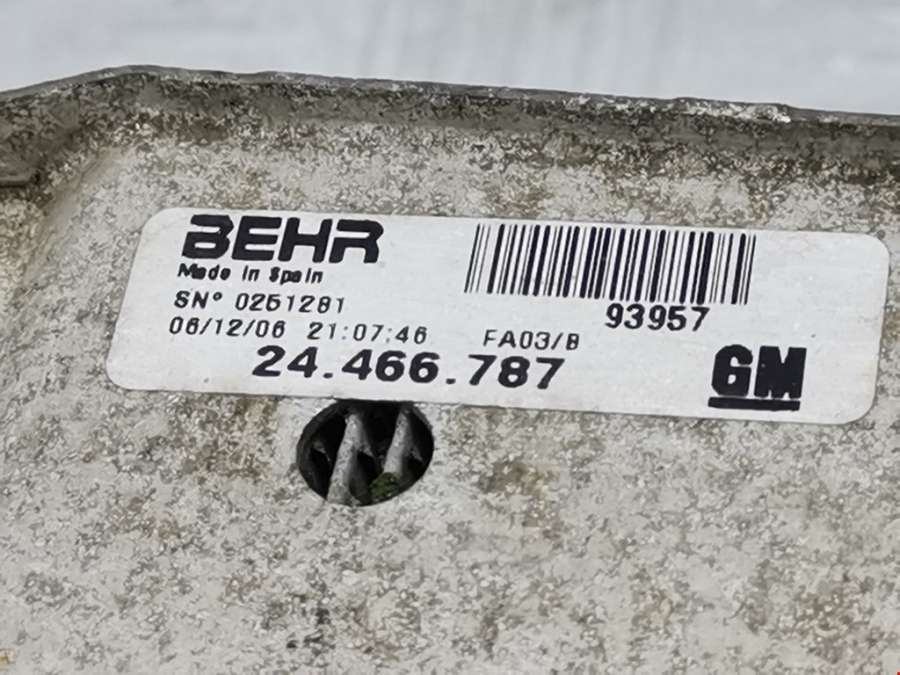 BEHR
Made in Spain
SN° 0251281
93957
06/12/06 21:07:46 FA03/B
24.466.787
GM